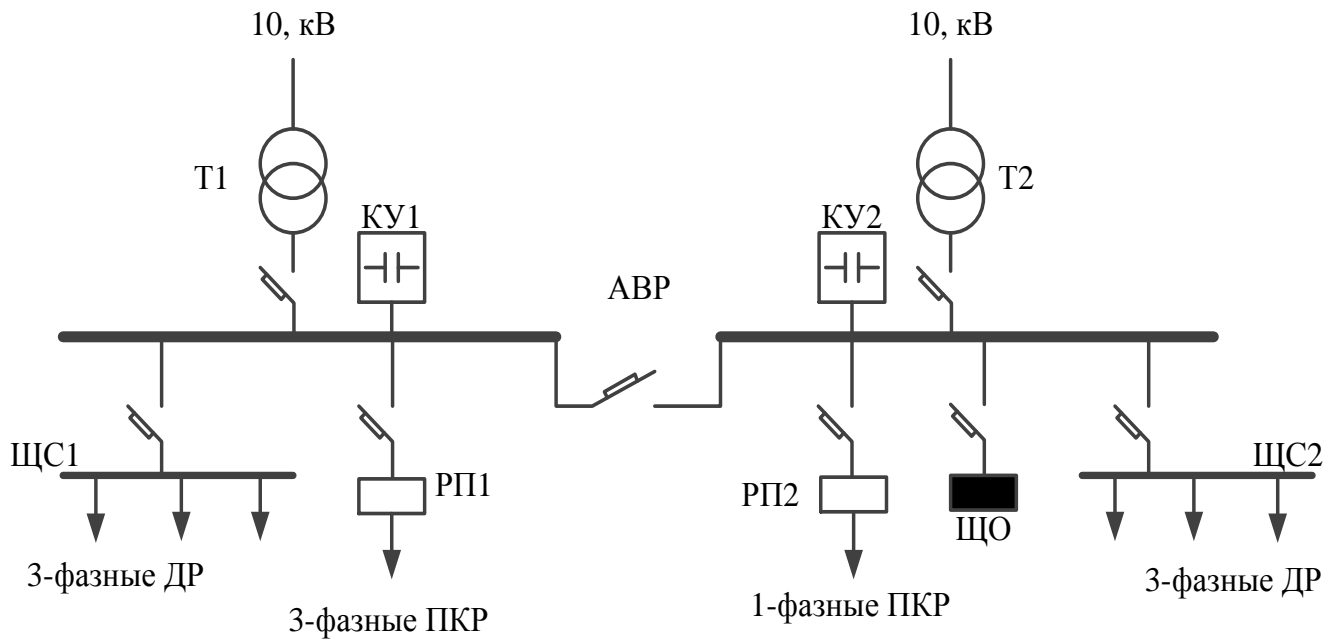 10, кВ
10, кВ
Т1
Т2
КУ1
КУ2
АВР
ЩС1
ЩС2
РП1
РП2
ЩО
3-фазные ДР
3-фазные ДР
3-фазные ПКР
1-фазные ПКР